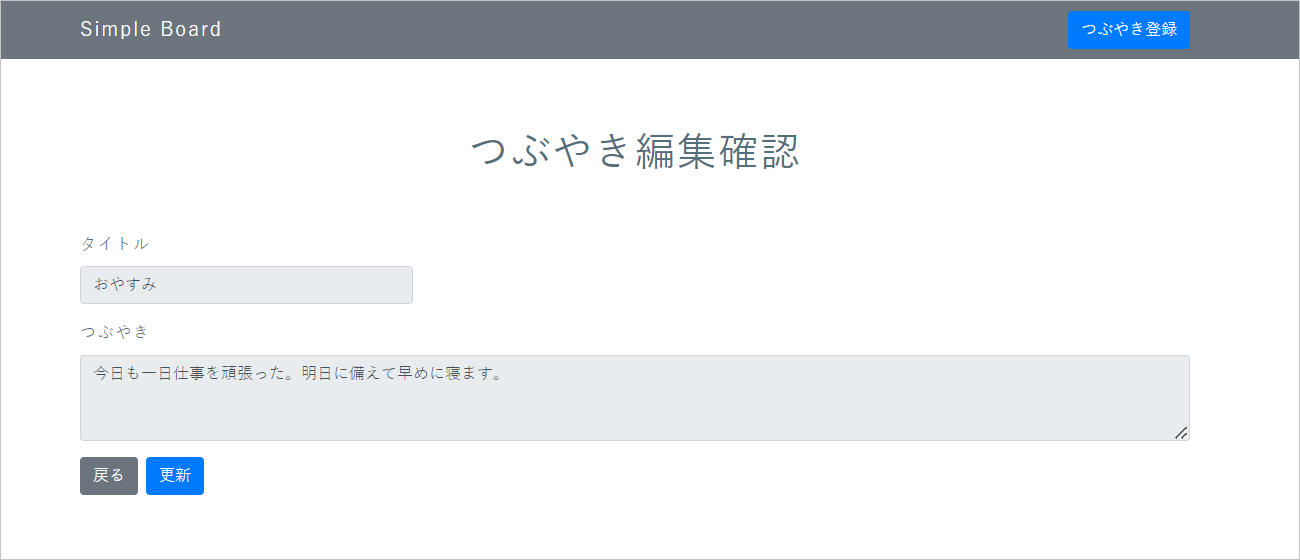 Simple Board
つぶやき登録
つぶやき編集確認
タイトル
おやすみ
つぶやき
今日も一日仕事を頑張った。明日に備えて早めに寝ます。
戻る 更新